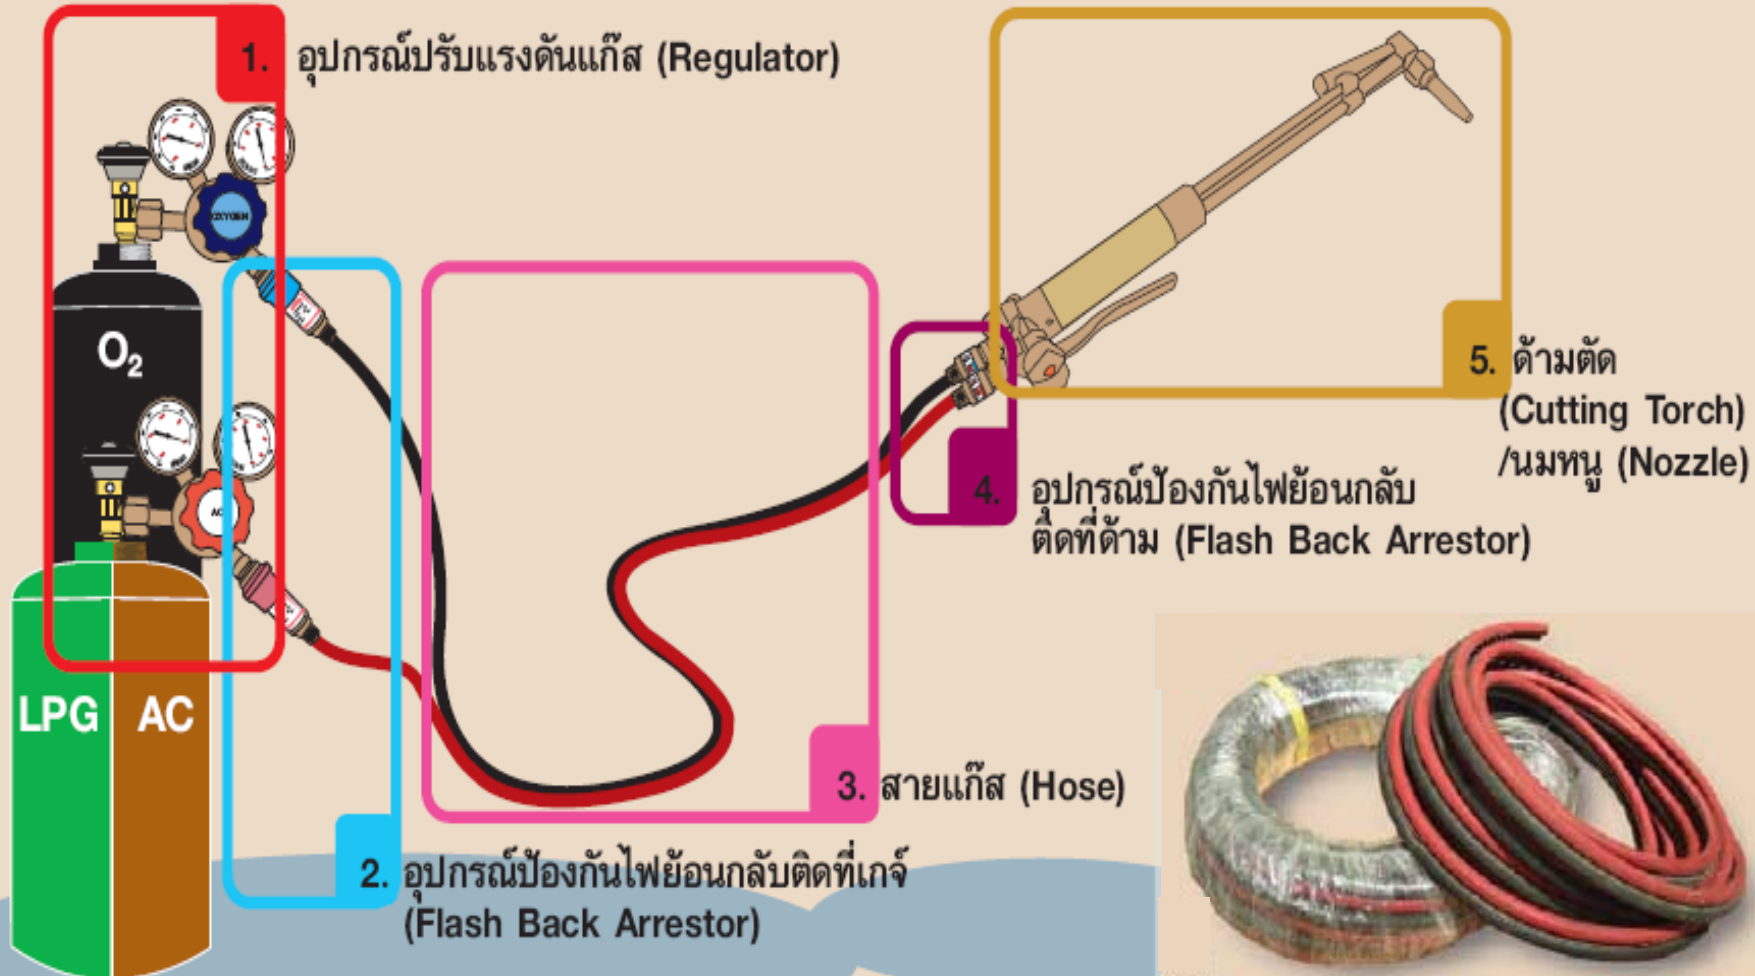 1. อุปกรณ์ปรับแรงดันแก๊ส (Regulator)
OXYGEN
O₂
5. ด้ามตัด
(Cutting Torch)
/นมหนู (Nozzle)
4. อุปกรณ์ป้องกันไฟย้อนกลับ
ติดที่ด้าม (Flash Back Arrestor)
LPG AC
3. สายแก๊ส (Hose)
2. อุปกรณ์ป้องกันไฟย้อนกลับติดที่เกจ์
(Flash Back Arrestor)